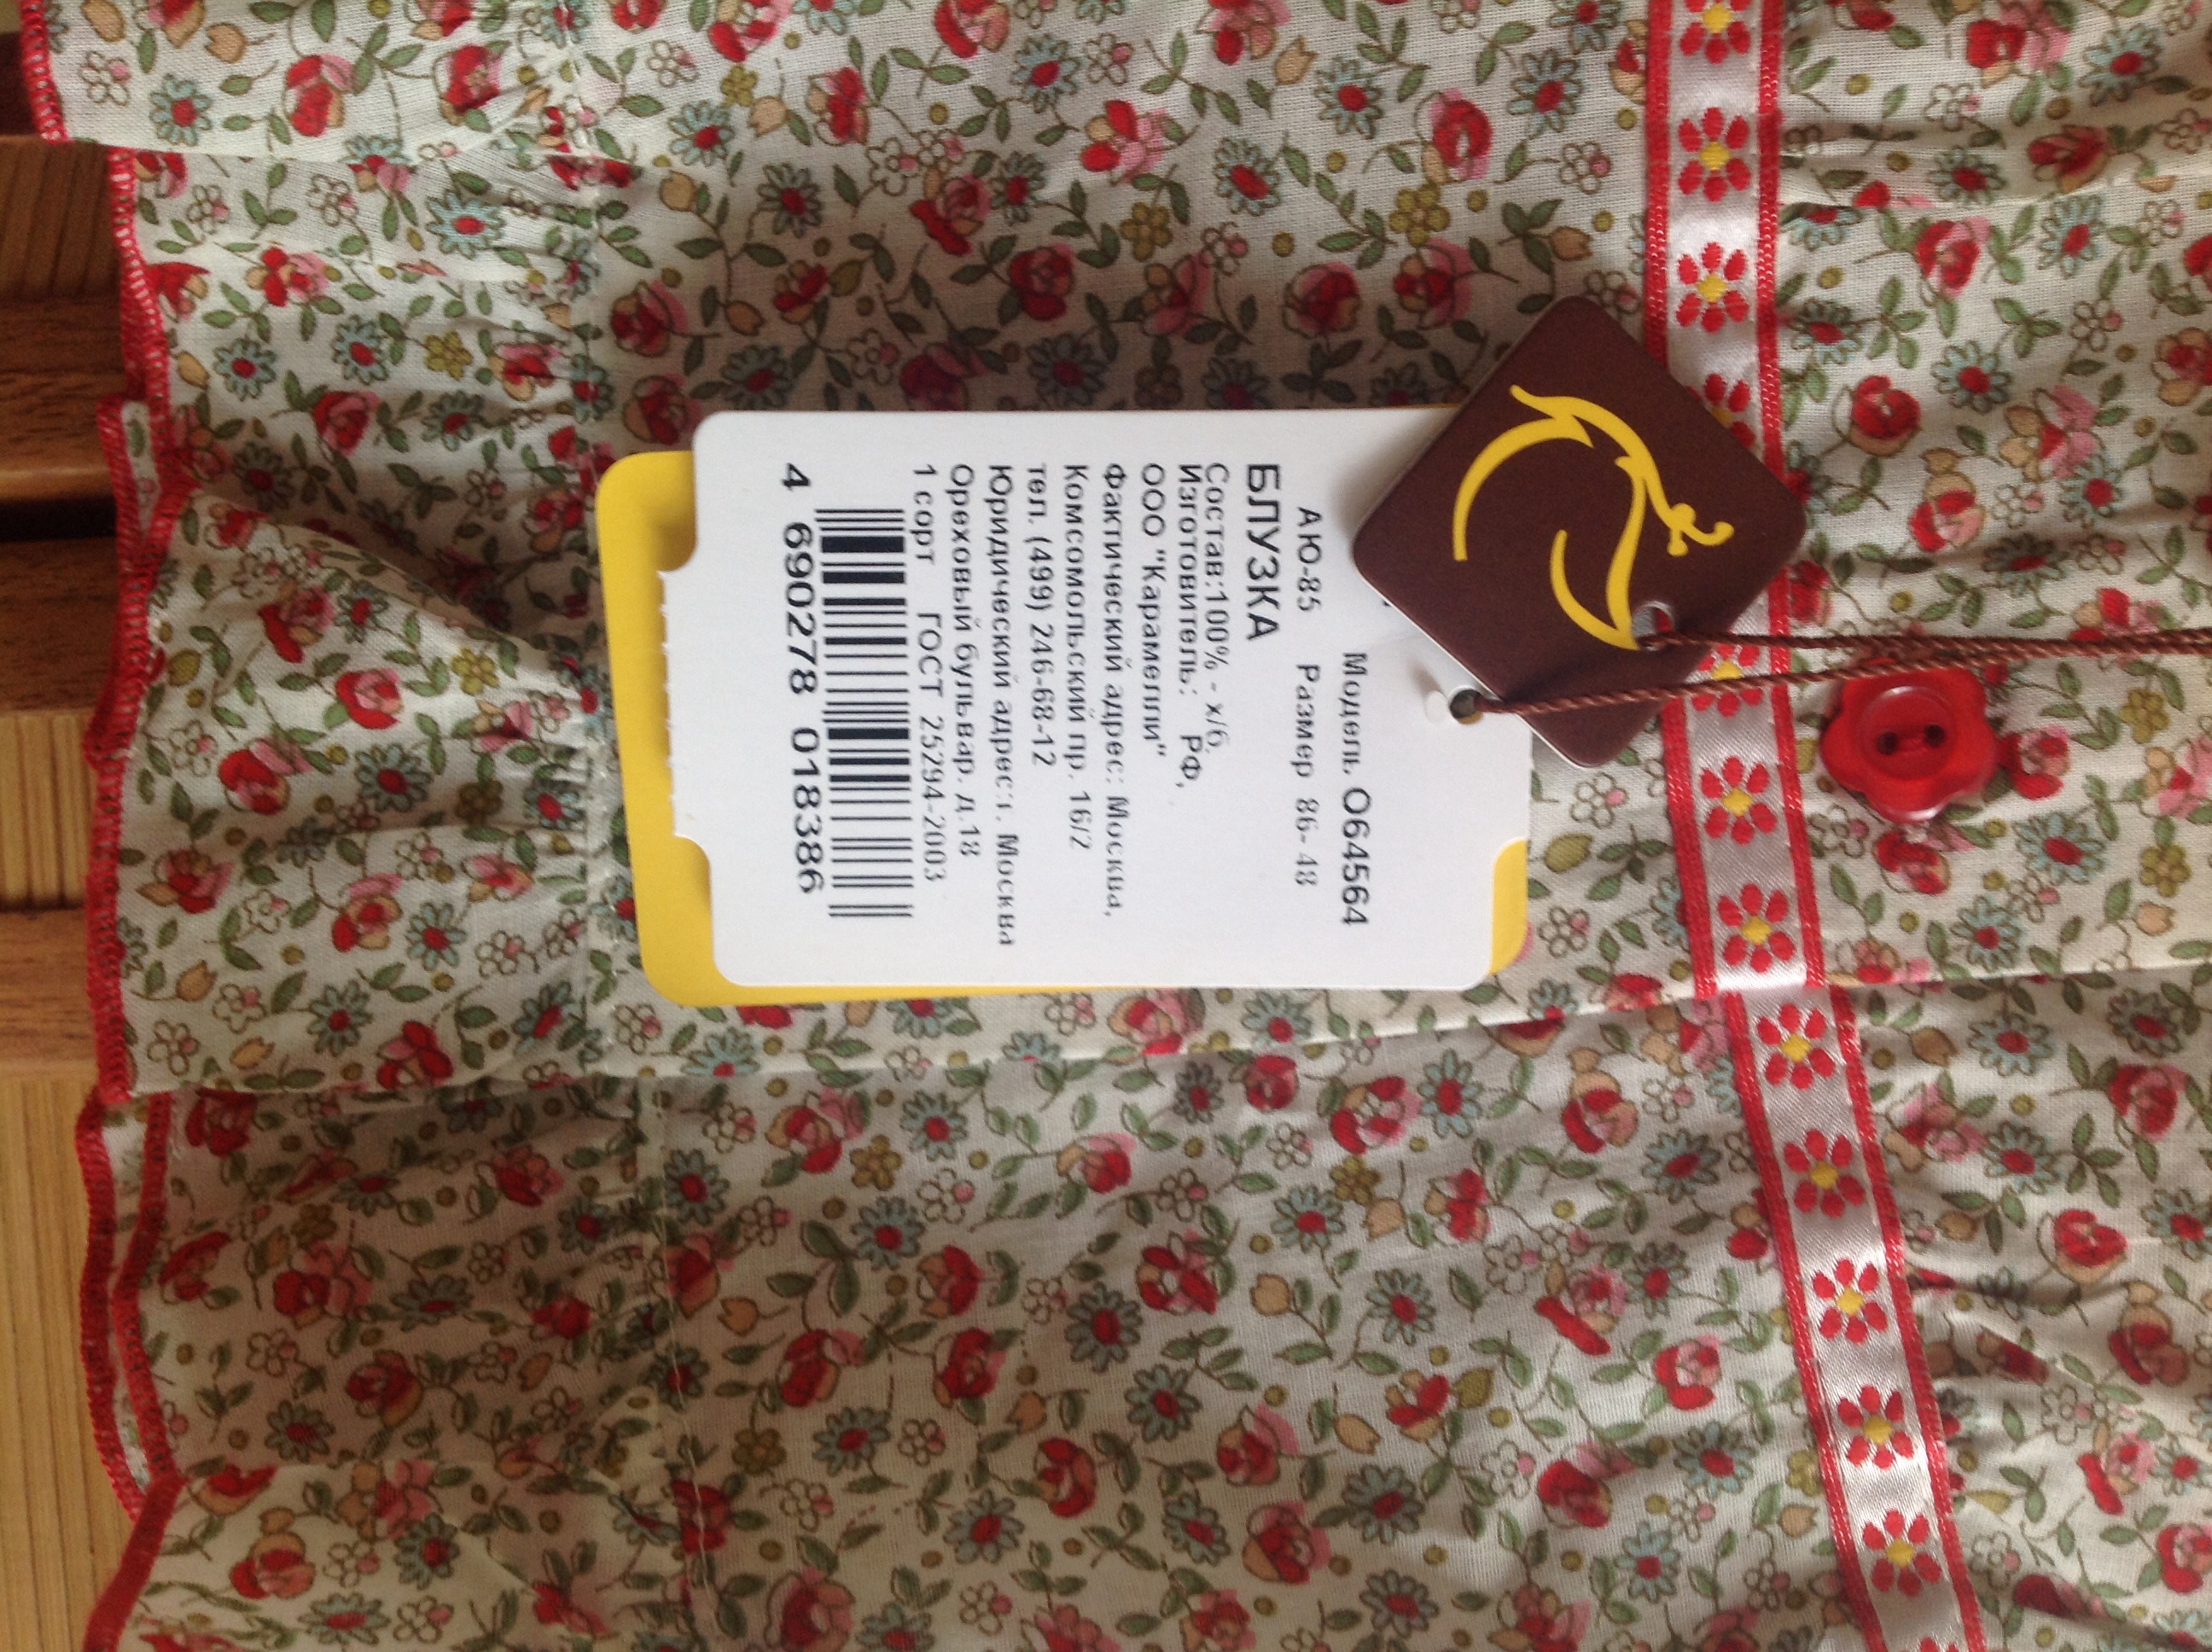 Модель О64564
АЮ-85 Размер 86-48
БЛУЗКА
Состав:100% - х/б,
Изготовитель: РФ,
ООО "Карамелли"
Фактический адрес: Москва,
Комсомольский пр. 16/2
тел. (499) 246-68-12
Юридический адрес:г. Москва
Ореховый бульвар. д.18
1 сорт ГОСТ 25294-2003
4 690278 018386